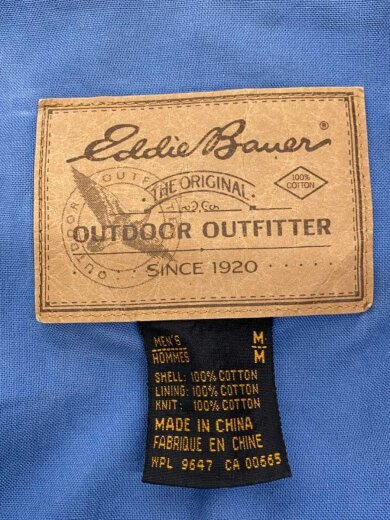 Eddie Bauer®
100%
COTTON
THE ORIGINAL
OUTDOOR OUTFITTER
SINCE 1920
MEN'S M
HOMMES M
SHELL: 100% COTTON
LINING: 100% COTTON
KNIT: 100% COTTON
MADE IN CHINA
FABRIQUE EN CHINE
WPL 9647 CA 00665